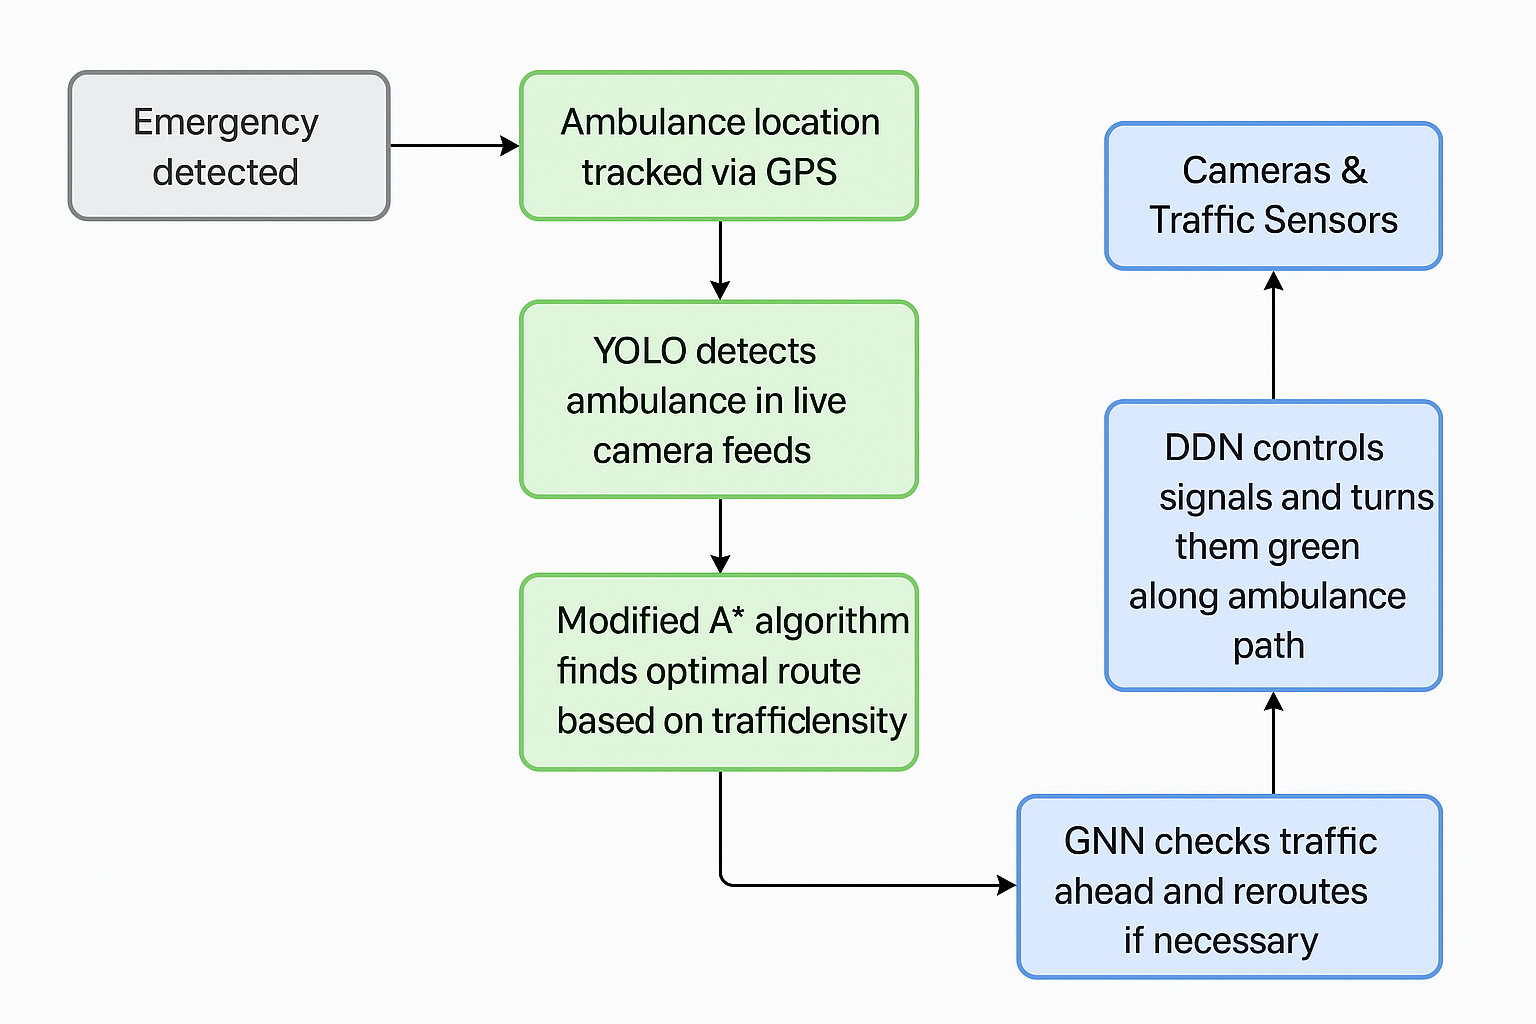 Emergency
detected
Ambulance location
tracked via GPS
YOLO detects
ambulance in live
camera feeds
Modified A* algorithm
finds optimal route
based on trafficlensity
GNN checks traffic
ahead and reroutes
if necessary
DDN controls
signals and turns
them green
along ambulance
path
Cameras &
Traffic Sensors